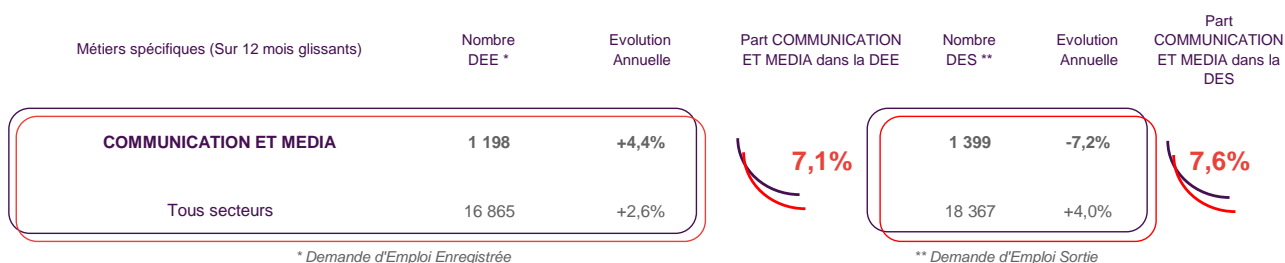 Métiers spécifiques (Sur 12 mois glissants)
Nombre
DEE *
Evolution
Annuelle
Part COMMUNICATION
ET MEDIA dans la DEE
Nombre
DES **
Evolution
Annuelle
Part
COMMUNICATION
ET MEDIA dans la
DES
COMMUNICATION ET MEDIA 1 198 +4,4% 7,1% 1 399 -7,2% 7,6%
Tous secteurs 16 865 +2,6% 18 367 +4,0%
* Demande d'Emploi Enregistrée ** Demande d'Emploi Sortie